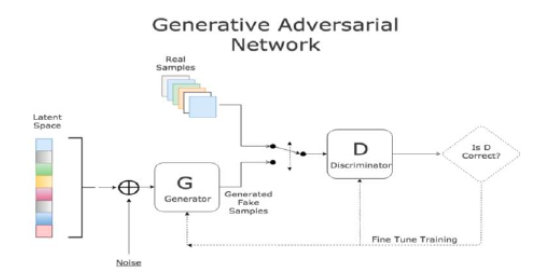 Generative Adversarial
Network
Real
Samples
Latent
Space
D
Discriminator
Is D
Correct?
G
Generator
Generated
Fake
Samples
Fine Tune Training
Noise